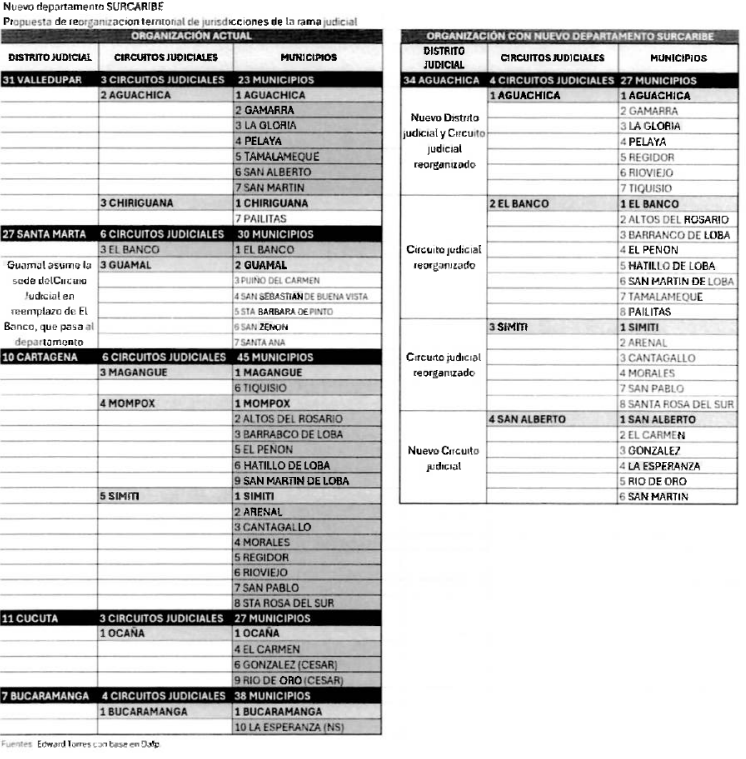 Nuevo departamento SURCARIBE
Propuesta de reorganización territorial de jurisdicciones de la rama judicial
ORGANIZACIÓN ACTUAL
DISTRITO JUDICIAL CIRCUITOS JUDICIALES MUNICIPIOS
31 VALLEDUPAR 3 CIRCUITOS JUDICIALES 23 MUNICIPIOS
2 AGUACHICA 1 AGUACHICA
2 GAMARRA
3 LA GLORIA
4 PELAYA
5 TAMALAMEQUE
6 SAN ALBERTO
7 SAN MARTIN
3 CHIRIGUANA 1 CHIRIGUANA
7 PAILITAS
27 SANTA MARTA 6 CIRCUITOS JUDICIALES 30 MUNICIPIOS
3 EL BANCO 1 EL BANCO
Guamal asume la sede del Circuio Judicial en reemplazo de El Banco, que pasa al departamento
3 GUAMAL 2 GUAMAL
3 PIJIÑO DEL CARMEN
4 SAN SEBASTIAN DE BUENA VISTA
5 STA BARBARA DE PINTO
6 SAN ZENON
7 SANTA ANA
10 CARTAGENA 6 CIRCUITOS JUDICIALES 45 MUNICIPIOS
3 MAGANGUE 1 MAGANGUE
6 TIQUISIO
4 MOMPOX 1 MOMPOX
2 ALTOS DEL ROSARIO
3 BARRABCO DE LOBA
5 EL PEÑON
6 HATILLO DE LOBA
9 SAN MARTIN DE LOBA
5 SIMITI 1 SIMITI
2 ARENAL
3 CANTAGALLO
4 MORALES
5 REGIDOR
6 RIOVIEJO
7 SAN PABLO
8 STA ROSA DEL SUR
11 CUCUTA 3 CIRCUITOS JUDICIALES 27 MUNICIPIOS
1 OCAÑA 1 OCAÑA
4 EL CARMEN
6 GONZALEZ (CESAR)
9 RIO DE ORO (CESAR)
7 BUCARAMANGA 4 CIRCUITOS JUDICIALES 38 MUNICIPIOS
1 BUCARAMANGA 1 BUCARAMANGA
10 LA ESPERANZA (NS)
Fuentes: Edward Torres con base en Dafp.
ORGANIZACIÓN CON NUEVO DEPARTAMENTO SURCARIBE
DISTRITO JUDICIAL CIRCUITOS JUDICIALES MUNICIPIOS
34 AGUACHICA 4 CIRCUITOS JUDICIALES 27 MUNICIPIOS
Nuevo Distrito judicial y Circuito judicial reorganizado
1 AGUACHICA 1 AGUACHICA
2 GAMARRA
3 LA GLORIA
4 PELAYA
5 REGIDOR
6 RIOVIEJO
7 TIQUISIO
Circuito judicial reorganizado
2 EL BANCO 1 EL BANCO
2 ALTOS DEL ROSARIO
3 BARRANCO DE LOBA
4 EL PENON
5 HATILLO DE LOBA
6 SAN MARTIN DE LOBA
7 TAMALAMEQUE
8 PAILITAS
Circuito judicial reorganizado
3 SIMITI 1 SIMITI
2 ARENAL
3 CANTAGALLO
4 MORALES
7 SAN PABLO
8 SANTA ROSA DEL SUR
Nuevo Circuito judicial
4 SAN ALBERTO 1 SAN ALBERTO
2 EL CARMEN
3 GONZALEZ
4 LA ESPERANZA
5 RIO DE ORO
6 SAN MARTIN